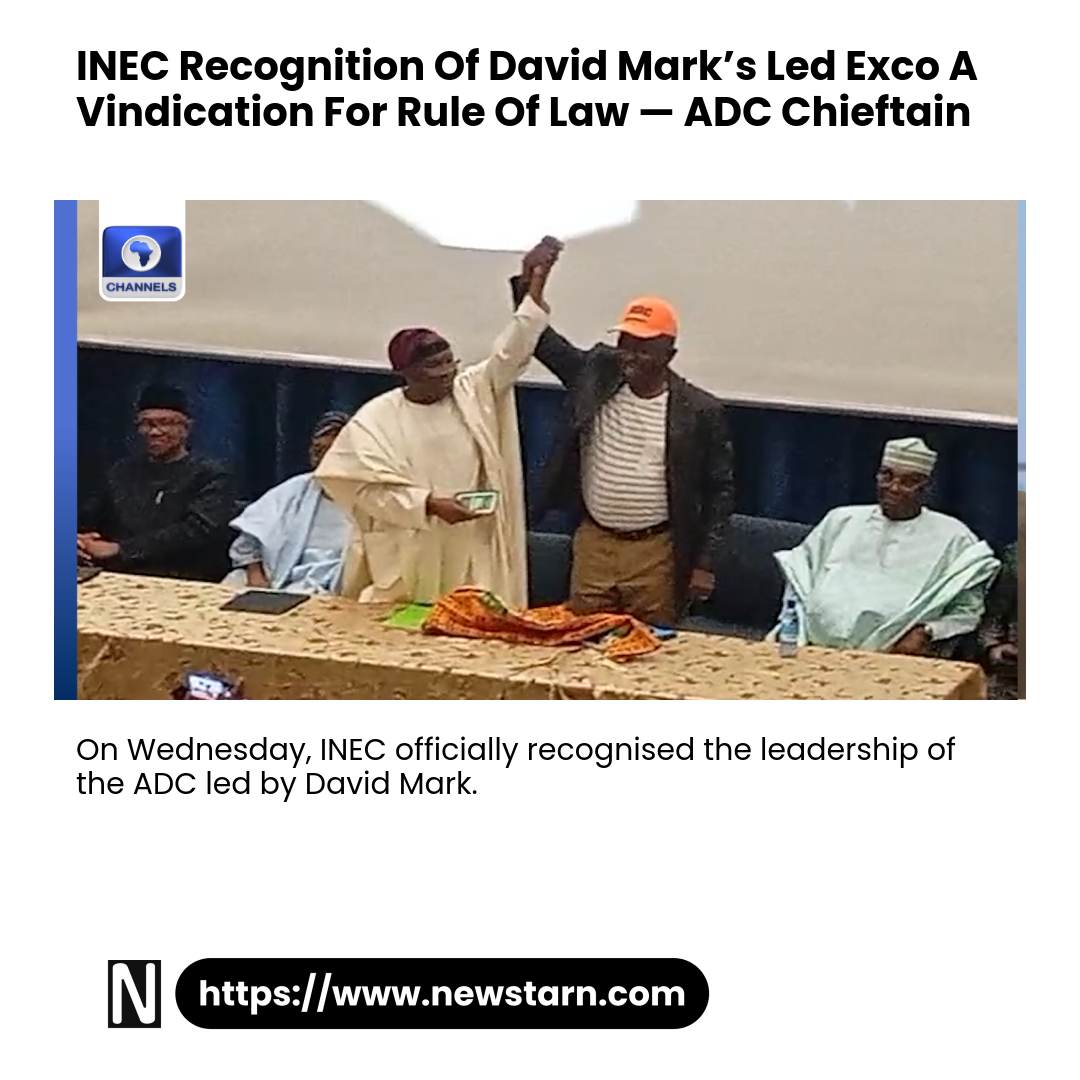 INEC Recognition Of David Mark’s Led Exco A
Vindication For Rule Of Law — ADC Chieftain
CHANNELS
On Wednesday, INEC officially recognised the leadership of
the ADC led by David Mark.
N
https://www.newstarn.com